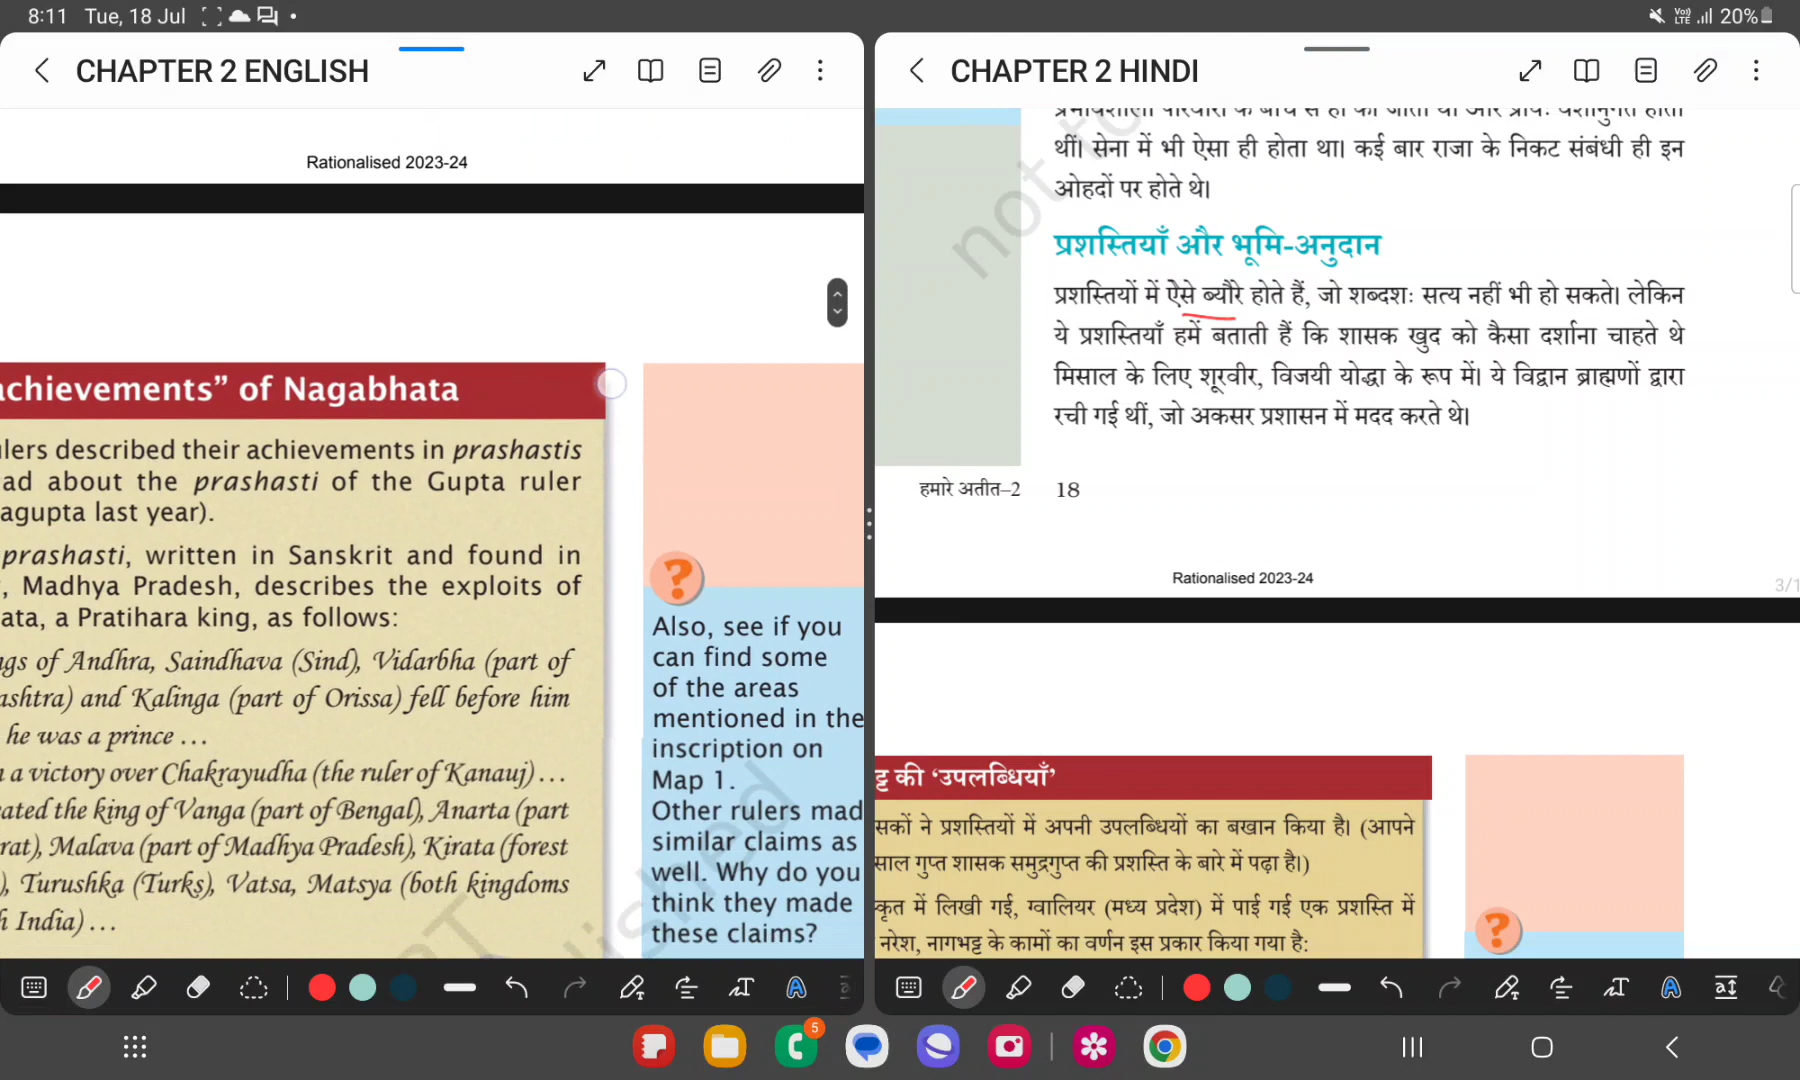 8:11 Tue, 18 Jul
20%
CHAPTER 2 ENGLISH
Rationalised 2023-24
achievements” of Nagabhata
ulers described their achievements in prashastis
ad about the prashasti of the Gupta ruler
agupta last year).
prashasti, written in Sanskrit and found in
, Madhya Pradesh, describes the exploits of
ata, a Pratihara king, as follows:
ngs of Andhra, Saindhava (Sind), Vidarbha (part of
ashtra) and Kalinga (part of Orissa) fell before him
he was a prince ...
a victory over Chakrayudha (the ruler of Kanauj) ...
ated the king of Vanga (part of Bengal), Anarta (part
rat), Malava (part of Madhya Pradesh), Kirata (forest
), Turushka (Turks), Vatsa, Matsya (both kingdoms
h India) ...
?
Also, see if you
can find some
of the areas
mentioned in the
inscription on
Map 1.
Other rulers mad
similar claims as
well. Why do you
think they made
these claims?
CHAPTER 2 HINDI
थीं। सेना में भी ऐसा ही होता था। कई बार राजा के निकट संबंधी ही इन
ओहदों पर होते थे।
प्रशस्तियाँ और भूमि-अनुदान
प्रशस्तियों में ऐसे ब्यौरे होते हैं, जो शब्दशः सत्य नहीं भी हो सकते। लेकिन
ये प्रशस्तियाँ हमें बताती हैं कि शासक खुद को कैसा दर्शाना चाहते थे
मिसाल के लिए शूरवीर, विजयी योद्धा के रूप में। ये विद्वान ब्राह्मणों द्वारा
रची गई थीं, जो अकसर प्रशासन में मदद करते थे।
हमारे अतीत–2 18
Rationalised 2023-24
3/1
ट्ट की ‘उपलब्धियाँ’
सकों ने प्रशस्तियों में अपनी उपलब्धियों का बखान किया है। (आपने
साल गुप्त शासक समुद्रगुप्त की प्रशस्ति के बारे में पढ़ा है।)
स्कृत में लिखी गई, ग्वालियर (मध्य प्रदेश) में पाई गई एक प्रशस्ति में
नरेश, नागभट्ट के कामों का वर्णन इस प्रकार किया गया है:
?
not to
5